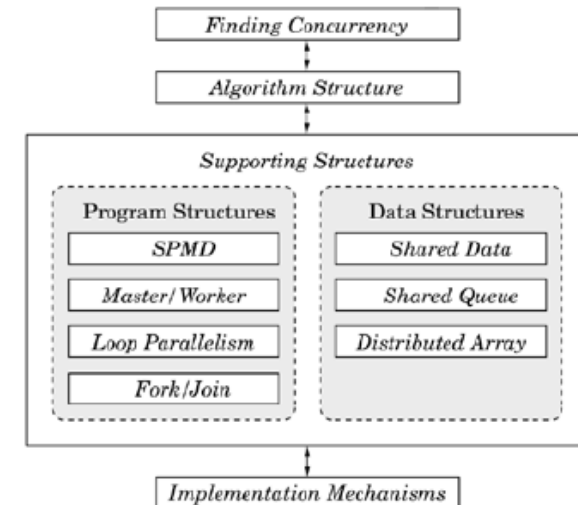 Finding Concurrency
Algorithm Structure
Supporting Structures
Program Structures
SPMD
Master/Worker
Loop Parallelism
Fork/Join
Data Structures
Shared Data
Shared Queue
Distributed Array
Implementation Mechanisms